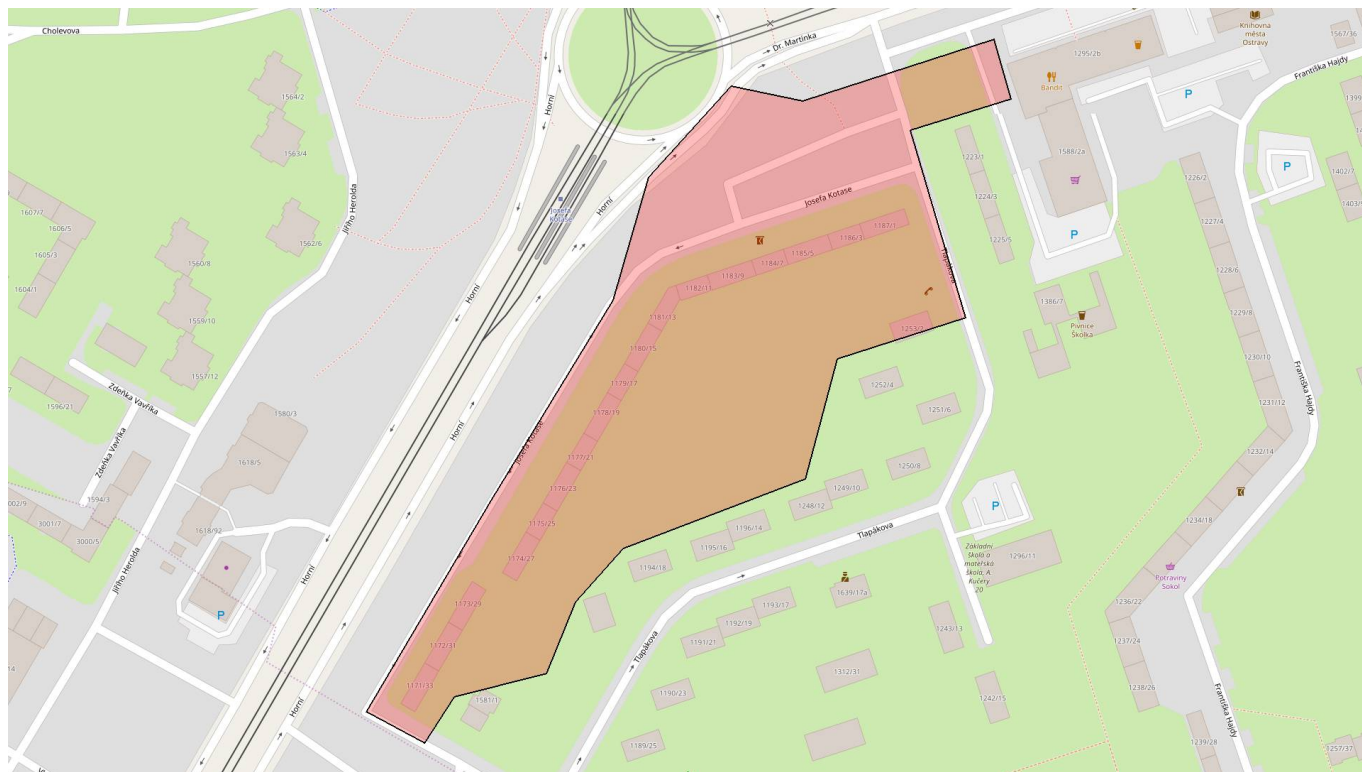 Cholevova
Knihovna
města
Ostravy
1567/36
Dr. Martínka
1295/2b
Bandit
Františka Hajdy
Horní
1564/2
1563/4
1562/6
1560/8
1559/10
1557/12
Jiřího Herolda
1607/7
1606/5
1605/3
1604/1
Josefa
Kotase
Horní
Josefa Kotase
1187/1
1186/3
1185/5
1184/7
1183/9
1182/11
1181/13
1180/15
1179/17
1178/19
1177/21
1176/23
1175/25
1174/27
1173/29
1172/31
1171/33
Josefa Kotase
Tlapákova
1253/2
1223/1
1224/3
1225/5
1588/2a
P
P
P
1226/2
1227/4
1228/6
1229/8
1230/10
1231/12
1232/14
1234/18
1236/22
1237/24
1238/26
1239/28
1402/7
1386/7
Pivnice
Školka
Františka Hajdy
1252/4
1251/6
1250/8
1249/10
1248/12
1196/14
1195/16
1194/18
Tlapákova
P
Základní
škola a
mateřská
škola, A.
Kučery
20
1296/11
Potraviny
Sokol
1639/17a
1193/17
1192/19
1191/21
1190/23
1189/25
1312/31
1243/13
1242/15
Tlapákova
Františka Hajdy
1257/37
1581/1
Horní
Horní
Horní
Horní
Zdeňka Vavříka
Zdeňka Vavříka
1596/21
1580/3
1618/5
1594/3
3001/7
3000/5
1618/92
P
Jiřího Herolda